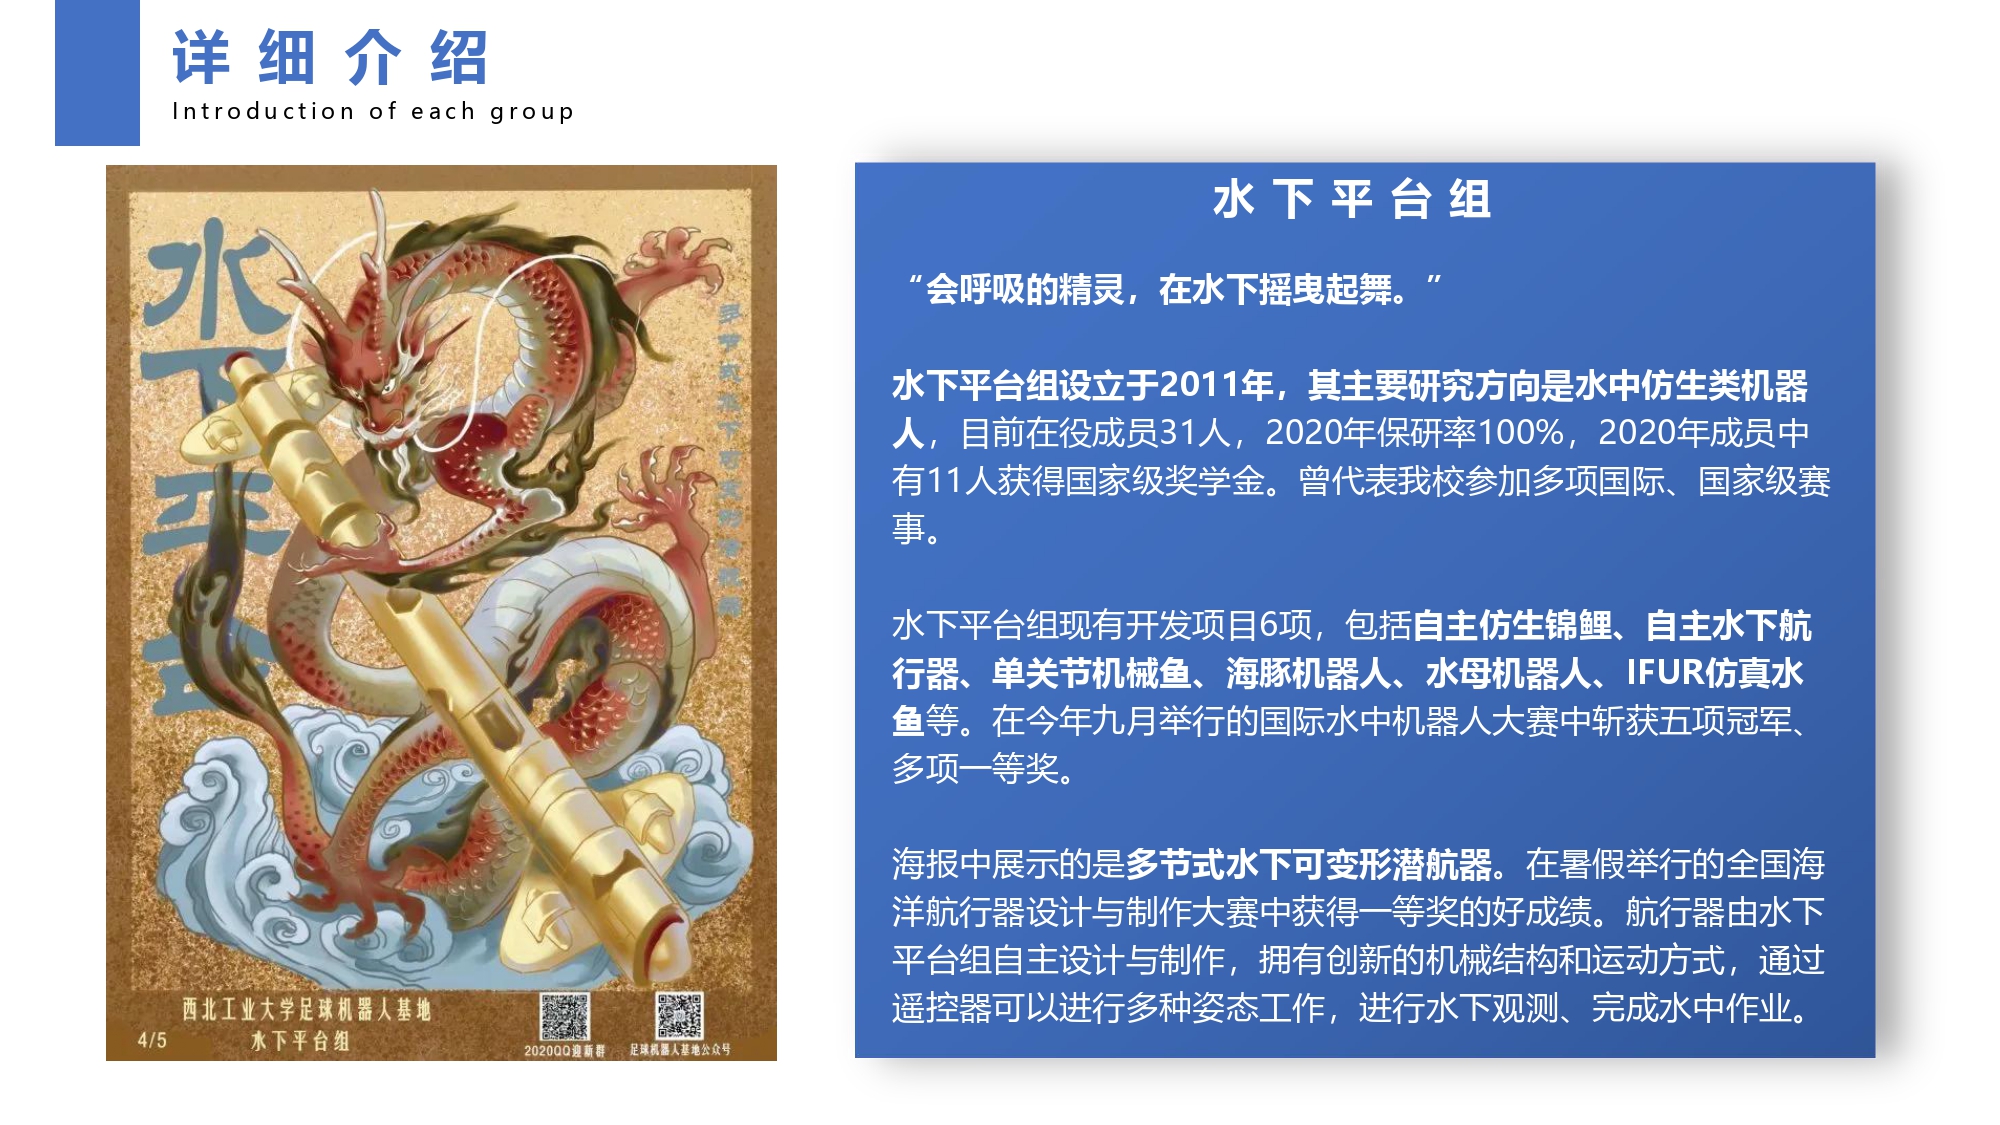 详细介绍
Introduction of each group
水下平台
多节式水下可变形潜航器
西北工业大学足球机器人基地
4/5
水下平台组
2020QQ迎新群
足球机器人基地公众号
水下平台组
“会呼吸的精灵，在水下摇曳起舞。”
水下平台组设立于2011年，其主要研究方向是水中仿生类机器
人，目前在役成员31人，2020年保研率100%，2020年成员中
有11人获得国家级奖学金。曾代表我校参加多项国际、国家级赛
事。
水下平台组现有开发项目6项，包括自主仿生锦鲤、自主水下航
行器、单关节机械鱼、海豚机器人、水母机器人、IFUR仿真水
鱼等。在今年九月举行的国际水中机器人大赛中斩获五项冠军、
多项一等奖。
海报中展示的是多节式水下可变形潜航器。在暑假举行的全国海
洋航行器设计与制作大赛中获得一等奖的好成绩。航行器由水下
平台组自主设计与制作，拥有创新的机械结构和运动方式，通过
遥控器可以进行多种姿态工作，进行水下观测、完成水中作业。